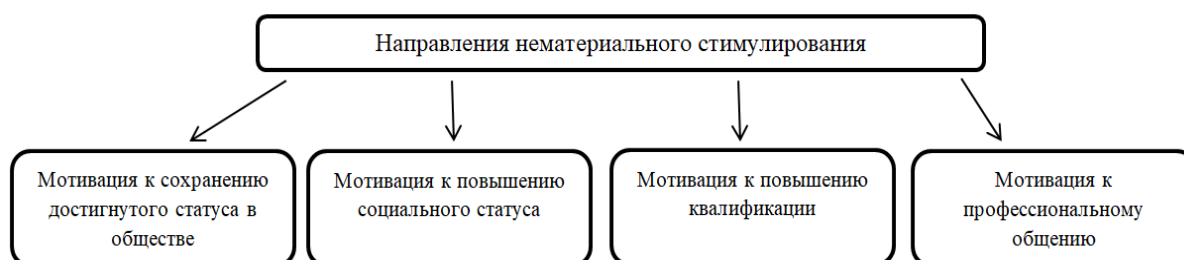 Направления нематериального стимулирования
Мотивация к сохранению
достигнутого статуса в
обществе
Мотивация к повышению
социального статуса
Мотивация к повышению
квалификации
Мотивация к
профессиональному
общению